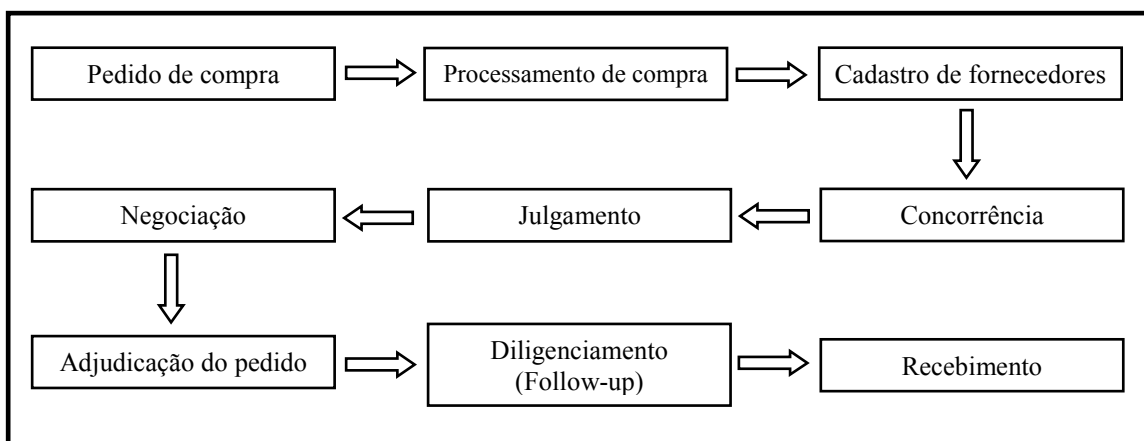 Pedido de compra
Processamento de compra
Cadastro de fornecedores
Negociação
Julgamento
Concorrência
Adjudicação do pedido
Diligenciamento
(Follow-up)
Recebimento